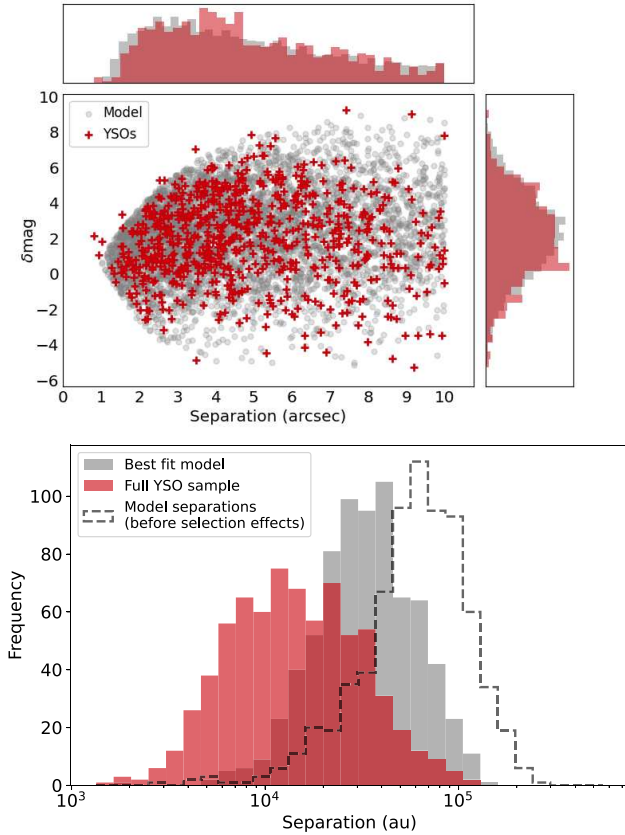 10
8
6
4
2
0
−2
−4
−6
δmag
Model
YSOs
0 1 2 3 4 5 6 7 8 9 10
Separation (arcsec)
100
80
60
40
20
0
Frequency
Best fit model
Full YSO sample
Model separations
(before selection effects)
10³ 10⁴ 10⁵
Separation (au)